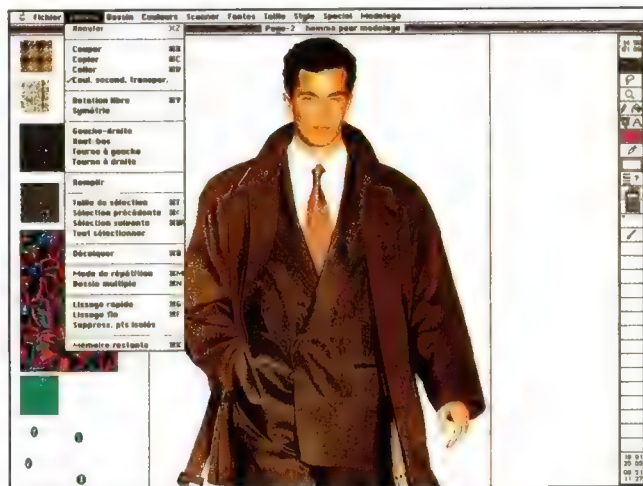 Fichier Dessin Couleurs Scanner Fontes Taille Style Special Modelage
Page-2 homme pour modelage
Annuler ⌘Z
Couper ⌘X
Copier ⌘C
Coller ⌘V
✓Coul. second. transpar.
Rotation libre ⌘Y
Symétrie
Gauche-droite
Haut-bas
Tourne à gauche
Tourne à droite
Remplir
Taille de sélection ⌘T
Sélection précédente
Sélection suivante
Tout sélectionner
Décalquer
Mode de répétition ⌘M
Dessin multiple ⌘N
Lissage rapide ⌘G
Lissage fin
Suppress. pts isolés
Mémoire restante